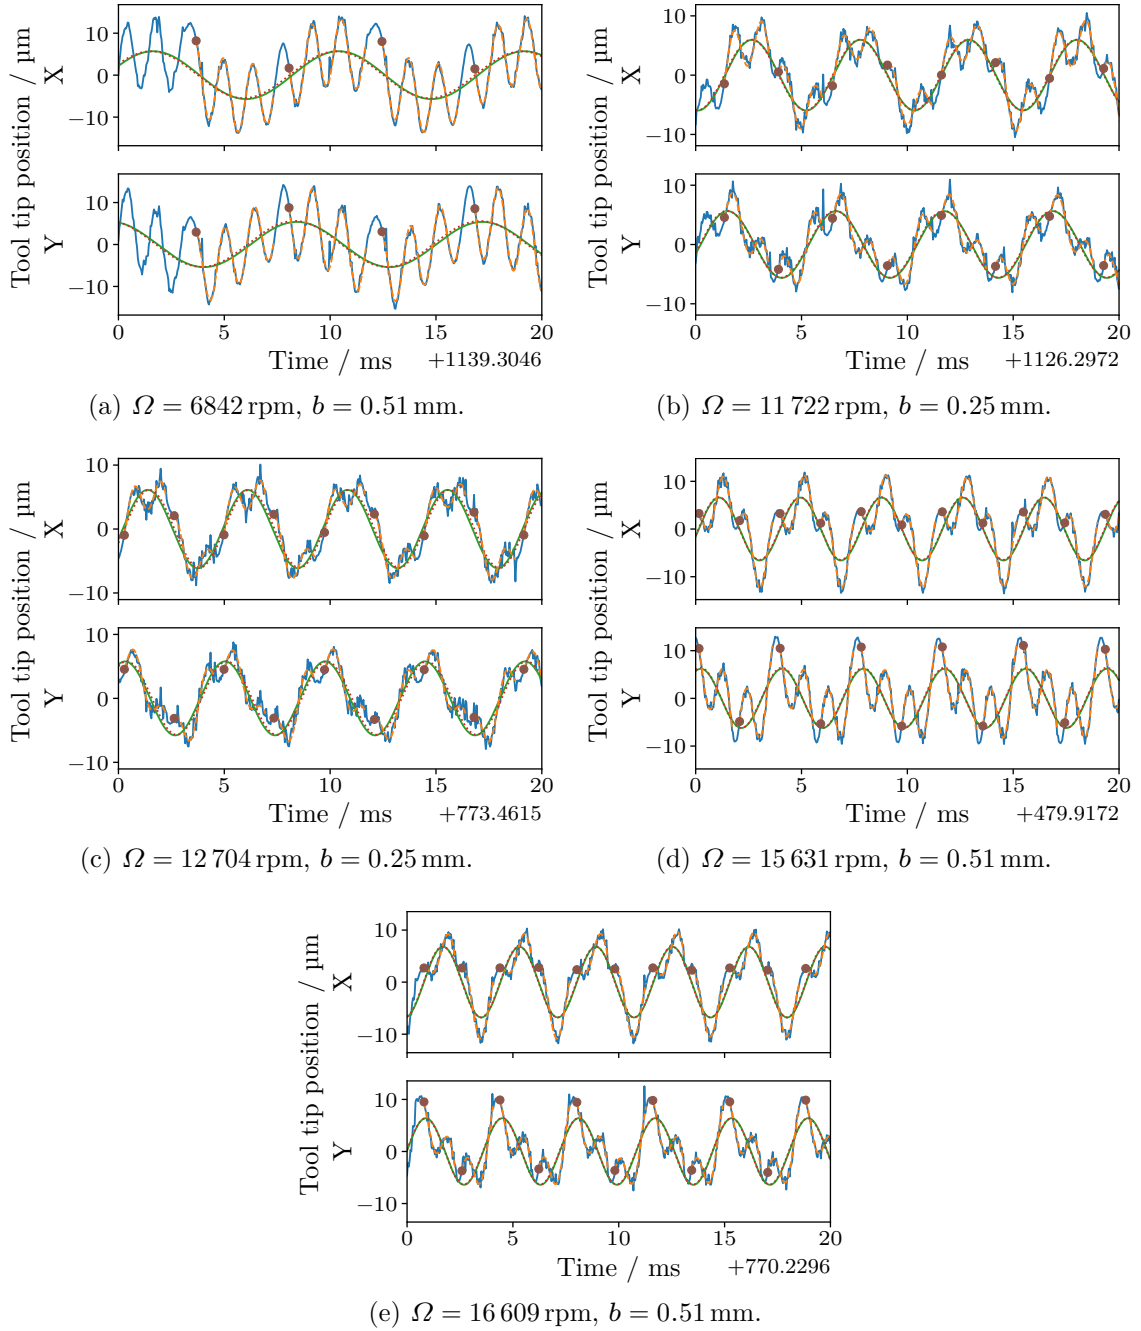 Tool tip position / µm
X
Y
10
0
−10
10
0
−10
0 5 10 15 20
Time / ms +1139.3046
(a) Ω = 6842 rpm, b = 0.51 mm.
Tool tip position / µm
X
Y
10
0
−10
10
0
−10
0 5 10 15 20
Time / ms +1126.2972
(b) Ω = 11 722 rpm, b = 0.25 mm.
Tool tip position / µm
X
Y
10
0
−10
10
0
−10
0 5 10 15 20
Time / ms +773.4615
(c) Ω = 12 704 rpm, b = 0.25 mm.
Tool tip position / µm
X
Y
10
0
−10
10
0
−10
0 5 10 15 20
Time / ms +479.9172
(d) Ω = 15 631 rpm, b = 0.51 mm.
Tool tip position / µm
X
Y
10
0
−10
10
0
−10
0 5 10 15 20
Time / ms +770.2296
(e) Ω = 16 609 rpm, b = 0.51 mm.